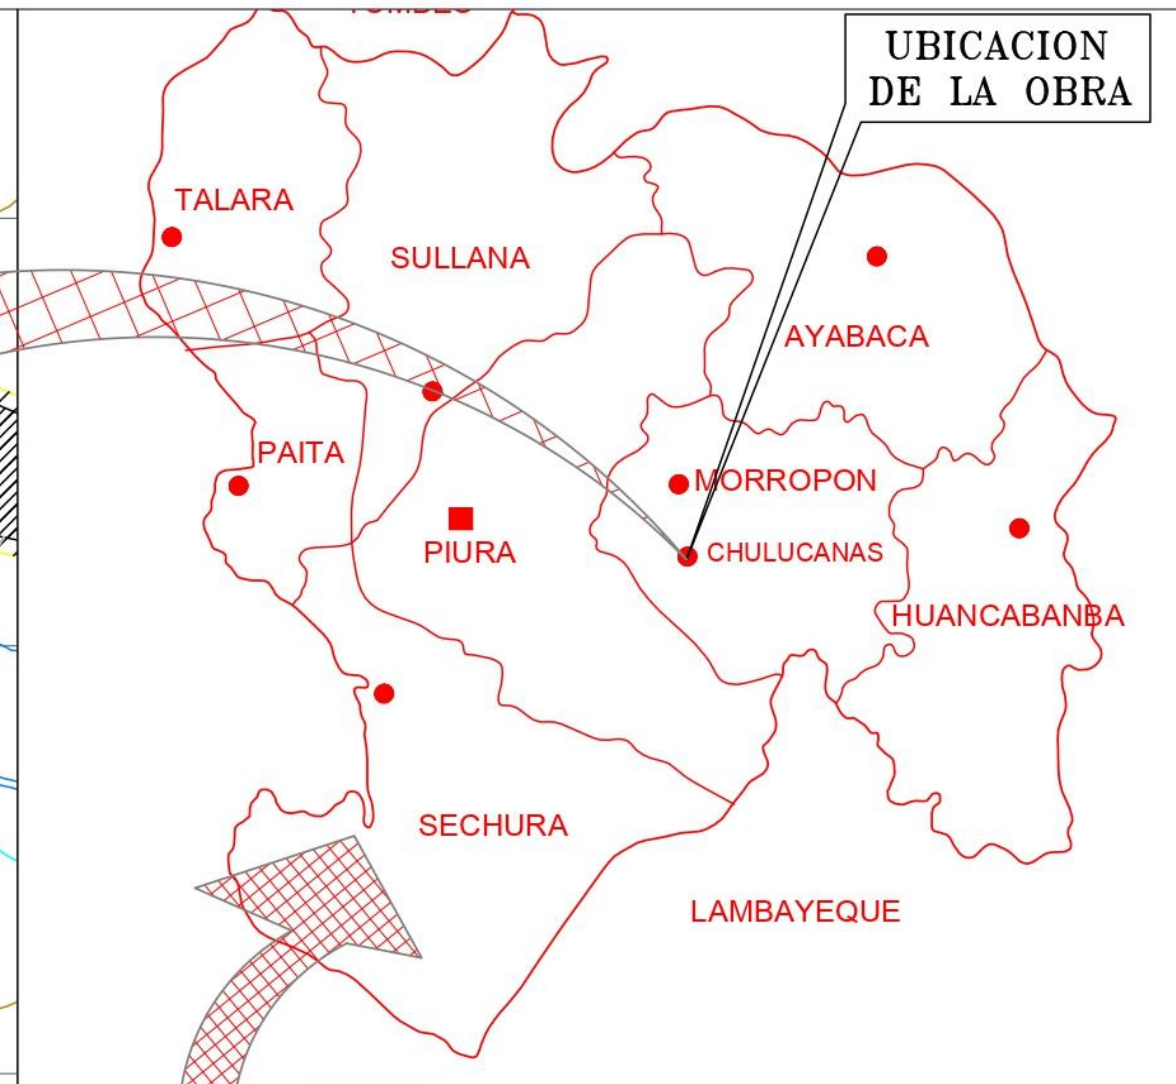 UBICACION
DE LA OBRA
TALARA
SULLANA
AYABACA
PAITA
MORROPON
PIURA
CHULUCANAS
HUANCABANBA
SECHURA
LAMBAYEQUE